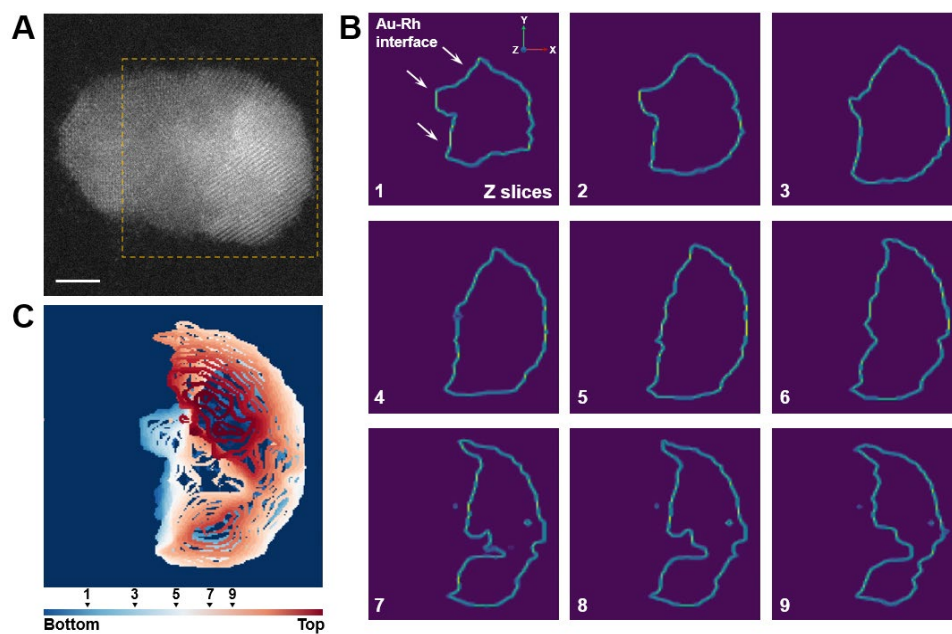 A
B
Au-Rh
interface
Y
Z
X
1
Z slices
2
3
4
5
6
7
8
9
C
1 3 5 7 9
Bottom Top